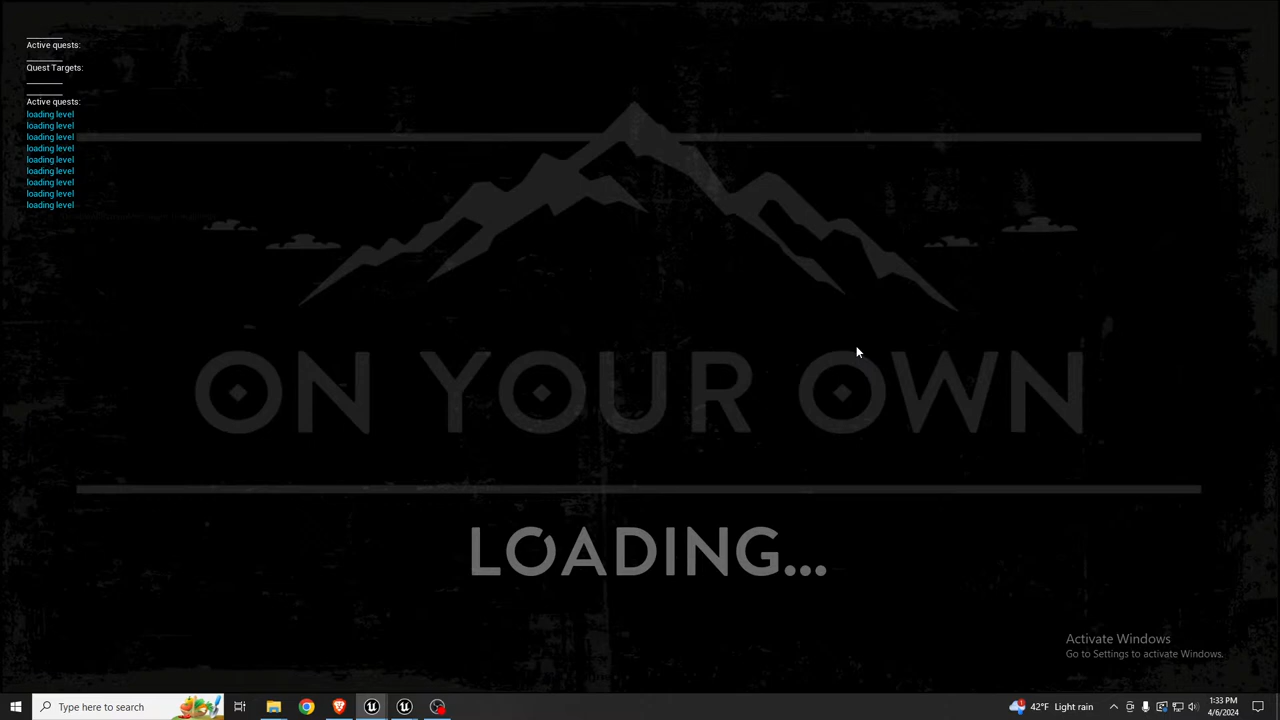 Active quests:
Quest Targets:
Active quests:
loading level
loading level
loading level
loading level
loading level
loading level
loading level
loading level
loading level
ON YOUR OWN
LOADING...
Activate Windows
Go to Settings to activate Windows.
Type here to search
42°F Light rain
1:33 PM
4/6/2024